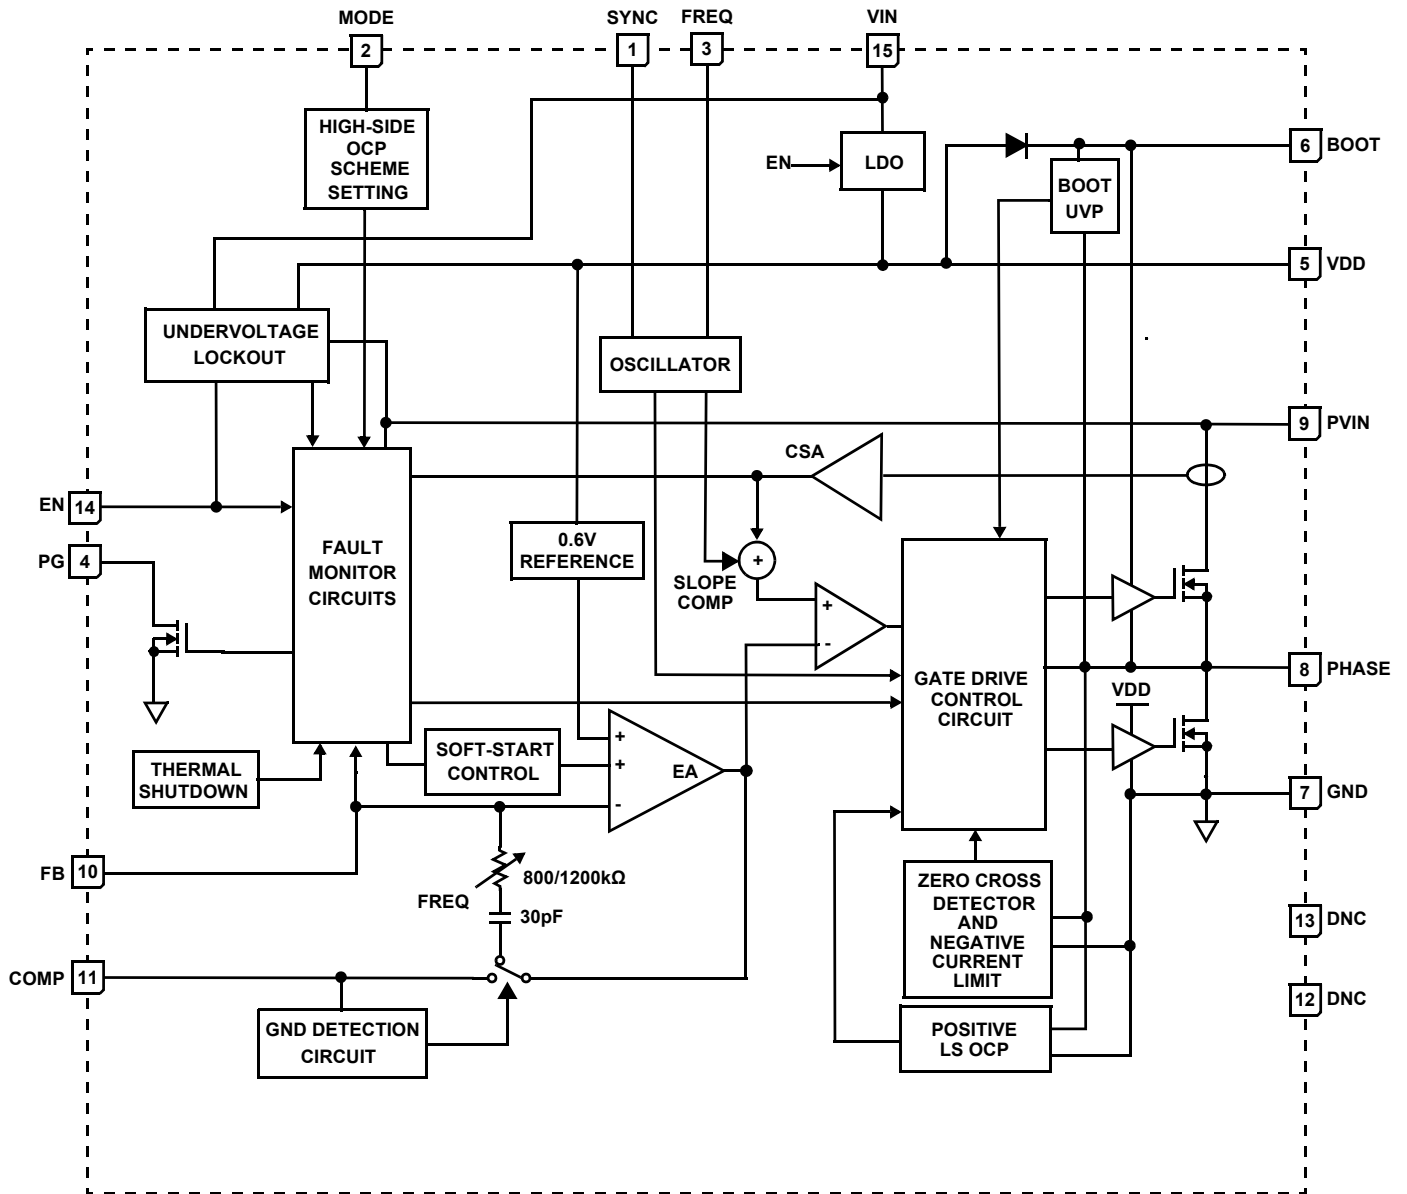 MODE
SYNC
FREQ
VIN
2
1
3
15
HIGH-SIDE
OCP
SCHEME
SETTING
EN
LDO
6
BOOT
BOOT
UVP
5
VDD
UNDERVOLTAGE
LOCKOUT
OSCILLATOR
9
PVIN
CSA
EN
14
PG
4
FAULT
MONITOR
CIRCUITS
0.6V
REFERENCE
+
SLOPE
COMP
+
-
GATE DRIVE
CONTROL
CIRCUIT
8
PHASE
VDD
THERMAL
SHUTDOWN
SOFT-START
CONTROL
+
+
-
EA
7
GND
FB
10
FREQ
800/1200kΩ
30pF
ZERO CROSS
DETECTOR
AND
NEGATIVE
CURRENT
LIMIT
13
DNC
COMP
11
12
DNC
GND DETECTION
CIRCUIT
POSITIVE
LS OCP